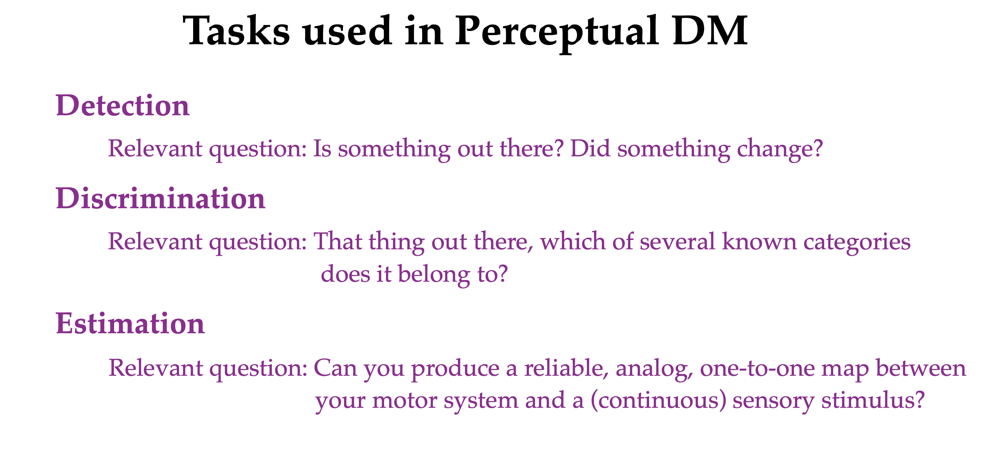 Tasks used in Perceptual DM
Detection
Relevant question: Is something out there? Did something change?
Discrimination
Relevant question: That thing out there, which of several known categories
does it belong to?
Estimation
Relevant question: Can you produce a reliable, analog, one-to-one map between
your motor system and a (continuous) sensory stimulus?